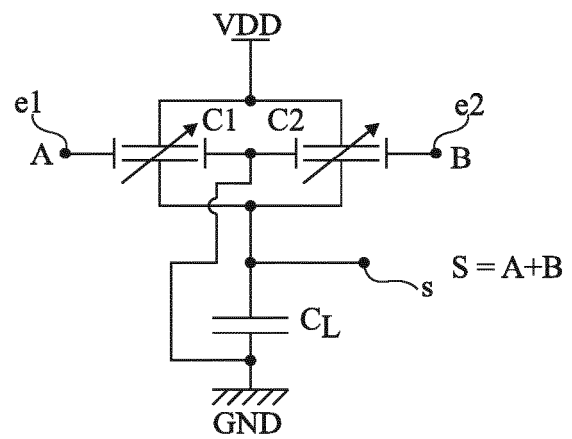 VDD
e1
C1 C2
e2
A
B
S = A+B
s
CL
GND